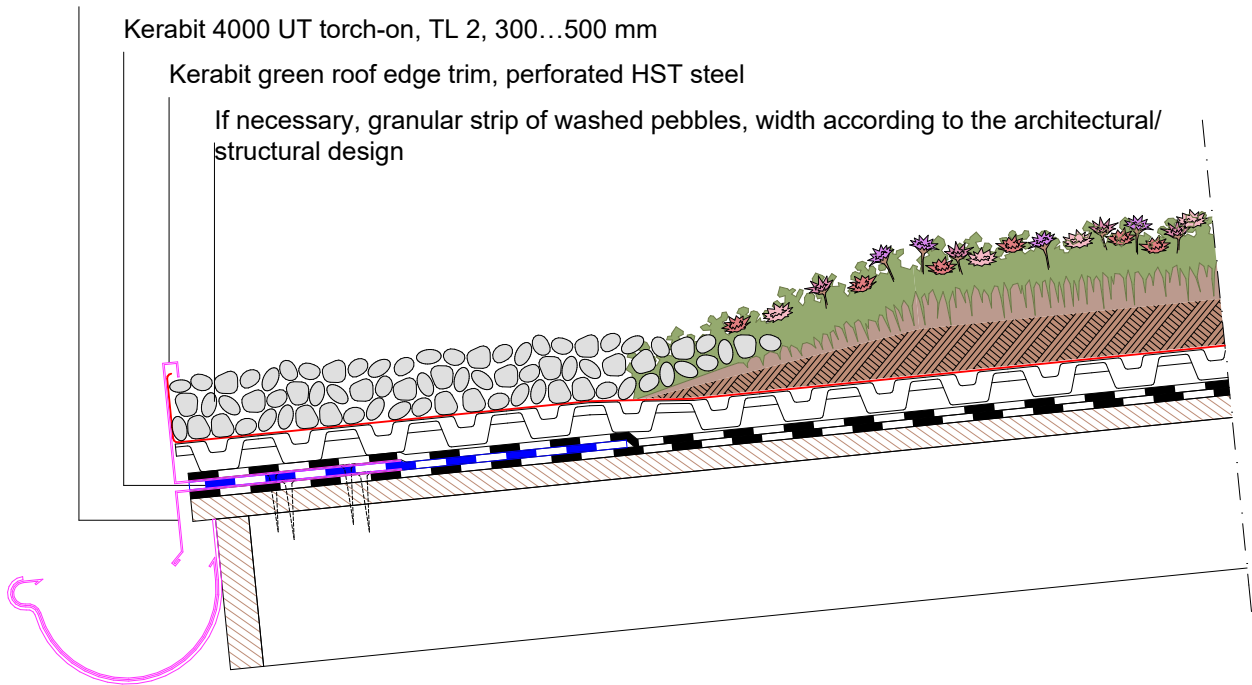 Kerabit 4000 UT torch-on, TL 2, 300…500 mm
Kerabit green roof edge trim, perforated HST steel
If necessary, granular strip of washed pebbles, width according to the architectural/
structural design